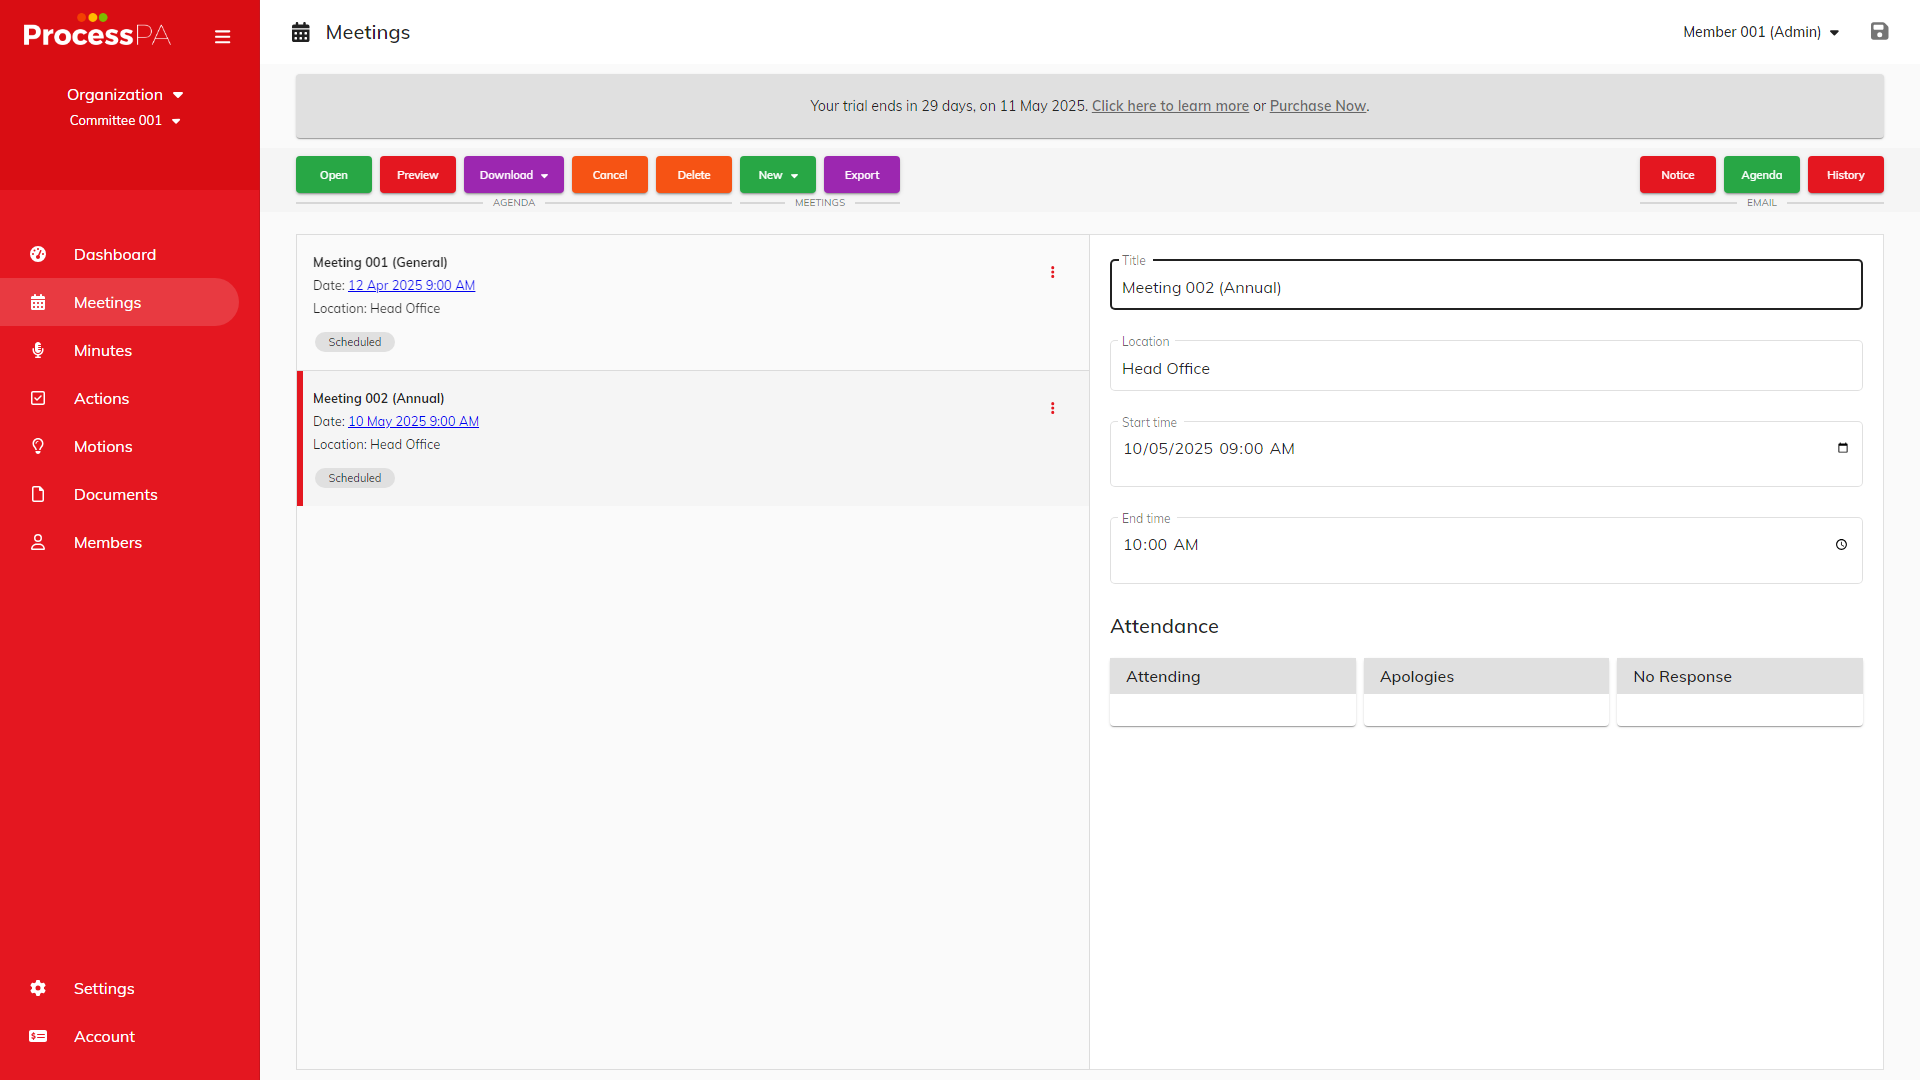 ProcessPA
Organization
Committee 001
Dashboard
Meetings
Minutes
Actions
Motions
Documents
Members
Settings
Account
Meetings
Member 001 (Admin)
Your trial ends in 29 days, on 11 May 2025. Click here to learn more or Purchase Now.
Open Preview Download Cancel Delete New Export
AGENDA MEETINGS
Notice Agenda History
EMAIL
Meeting 001 (General)
Date: 12 Apr 2025 9:00 AM
Location: Head Office
Scheduled
Meeting 002 (Annual)
Date: 10 May 2025 9:00 AM
Location: Head Office
Scheduled
Title
Meeting 002 (Annual)
Location
Head Office
Start time
10/05/2025 09:00 AM
End time
10:00 AM
Attendance
Attending Apologies No Response